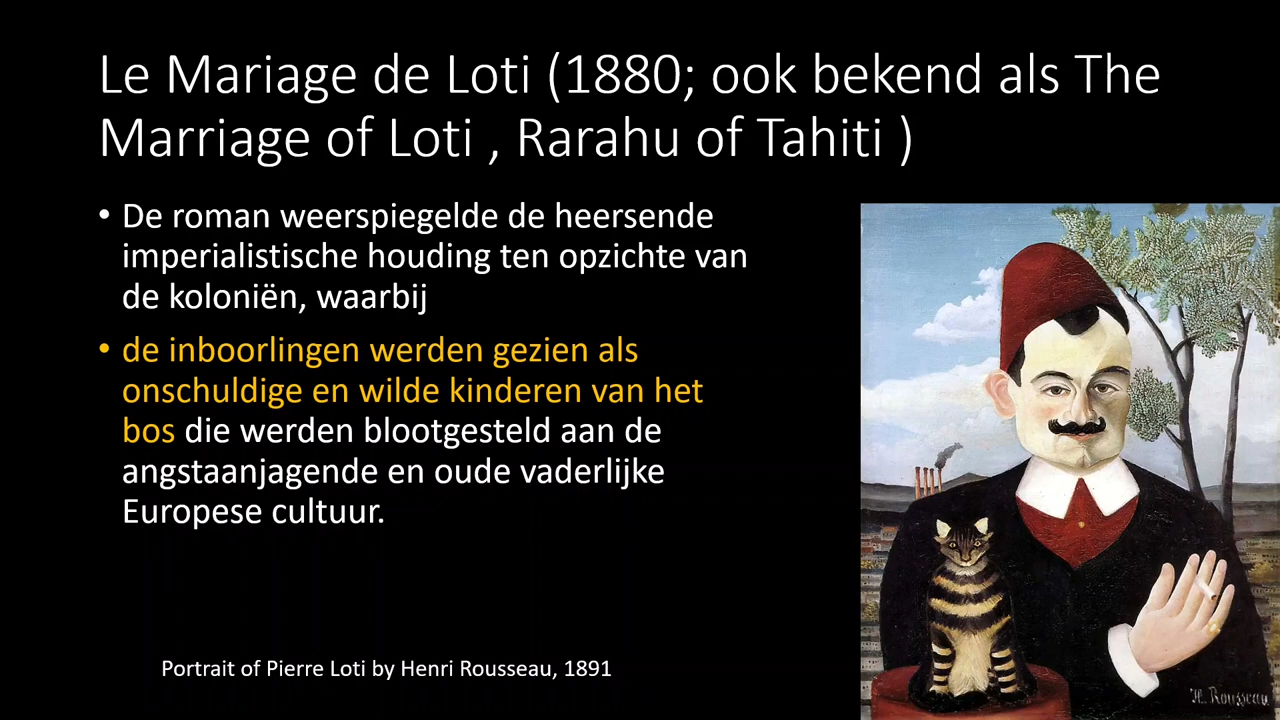 Le Mariage de Loti (1880; ook bekend als The
Marriage of Loti , Rarahu of Tahiti )
• De roman weerspiegelde de heersende
imperialistische houding ten opzichte van
de koloniën, waarbij
• de inboorlingen werden gezien als
onschuldige en wilde kinderen van het
bos die werden blootgesteld aan de
angstaanjagende en oude vaderlijke
Europese cultuur.
Portrait of Pierre Loti by Henri Rousseau, 1891
H. Rousseau